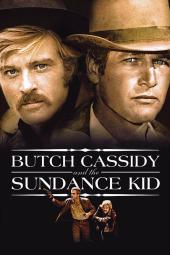 BUTCH CASSIDY
and the
SUNDANCE KID